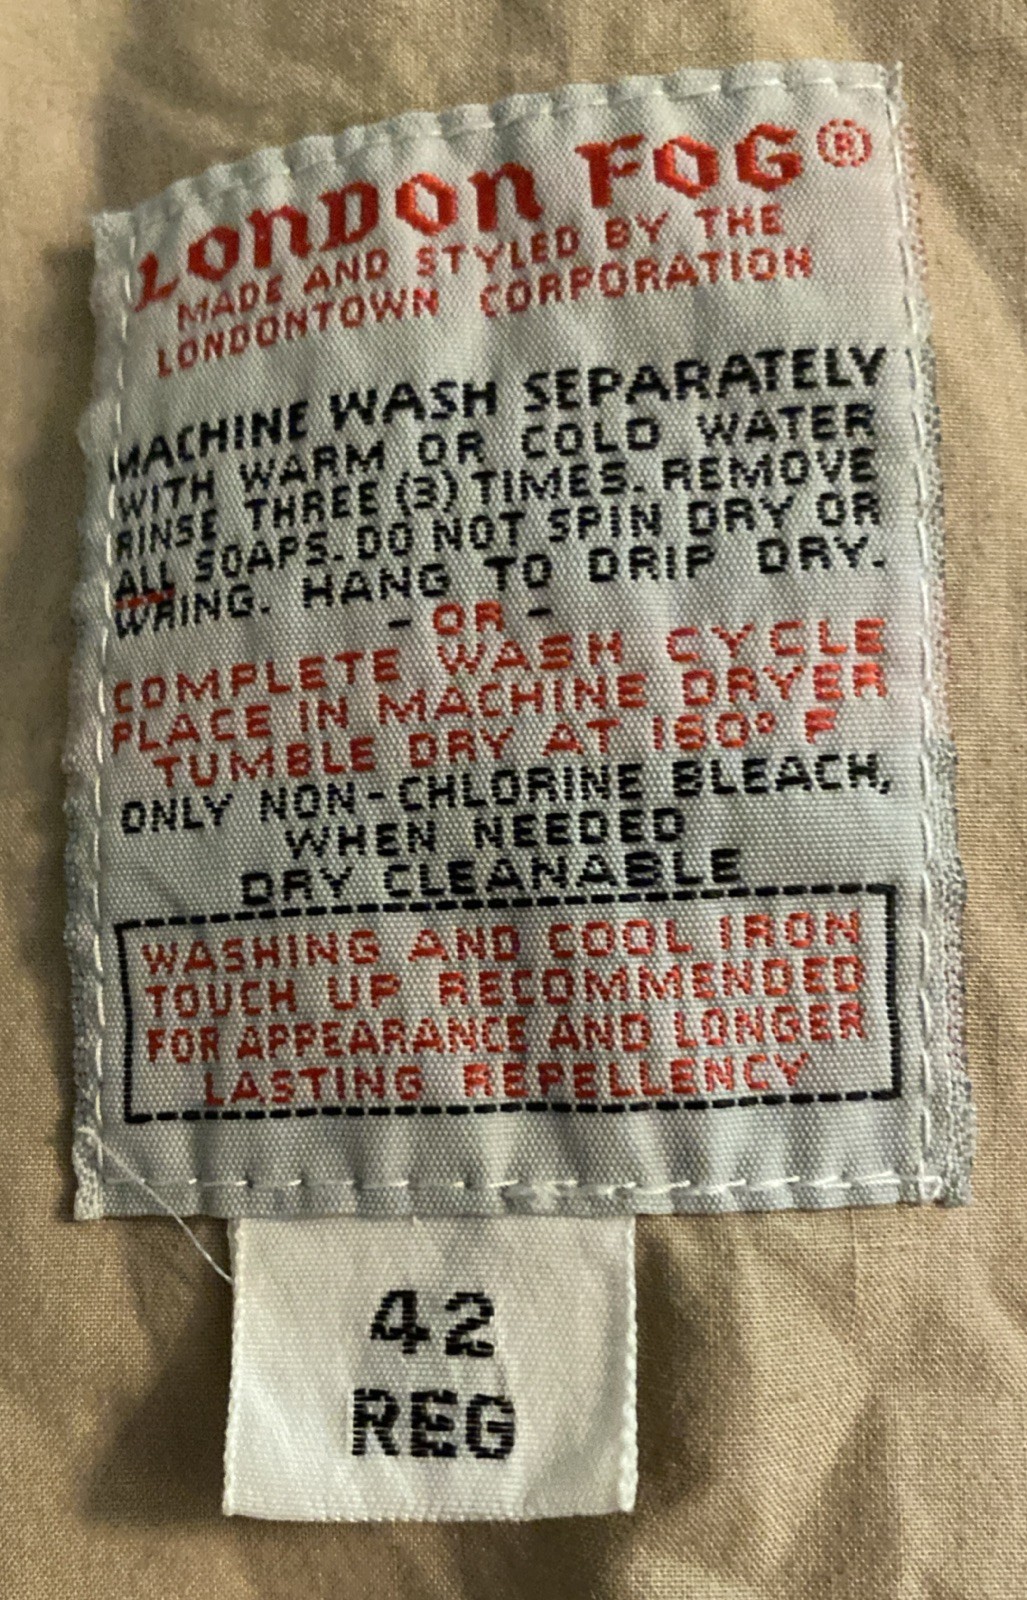 LONDON FOG®
MADE AND STYLED BY THE
LONDONTOWN CORPORATION
MACHINE WASH SEPARATELY
WITH WARM OR COLD WATER
RINSE THREE (3) TIMES. REMOVE
ALL SOAPS. DO NOT SPIN DRY OR
WRING. HANG TO DRIP DRY.
- OR -
COMPLETE WASH CYCLE
PLACE IN MACHINE DRYER
TUMBLE DRY AT 160° F
ONLY NON-CHLORINE BLEACH,
WHEN NEEDED
DRY CLEANABLE
WASHING AND COOL IRON
TOUCH UP RECOMMENDED
FOR APPEARANCE AND LONGER
LASTING REPELLENCY
42
REG